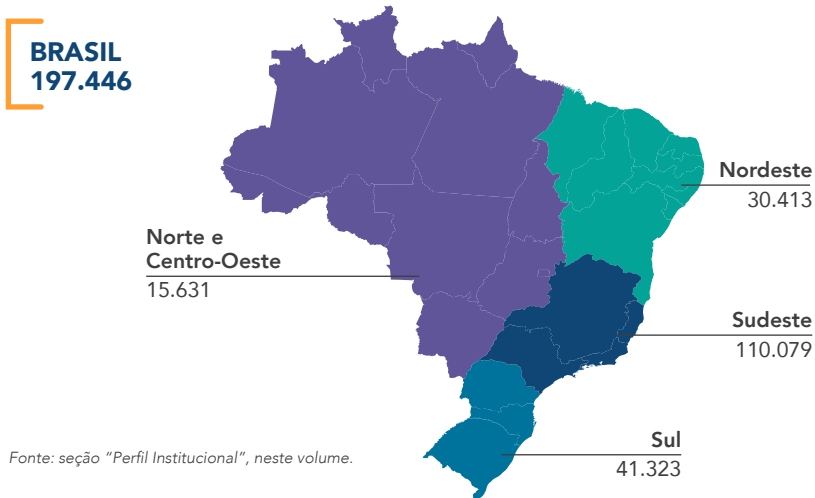 BRASIL
197.446
Nordeste
30.413
Norte e
Centro-Oeste
15.631
Sudeste
110.079
Sul
41.323
Fonte: seção “Perfil Institucional”, neste volume.